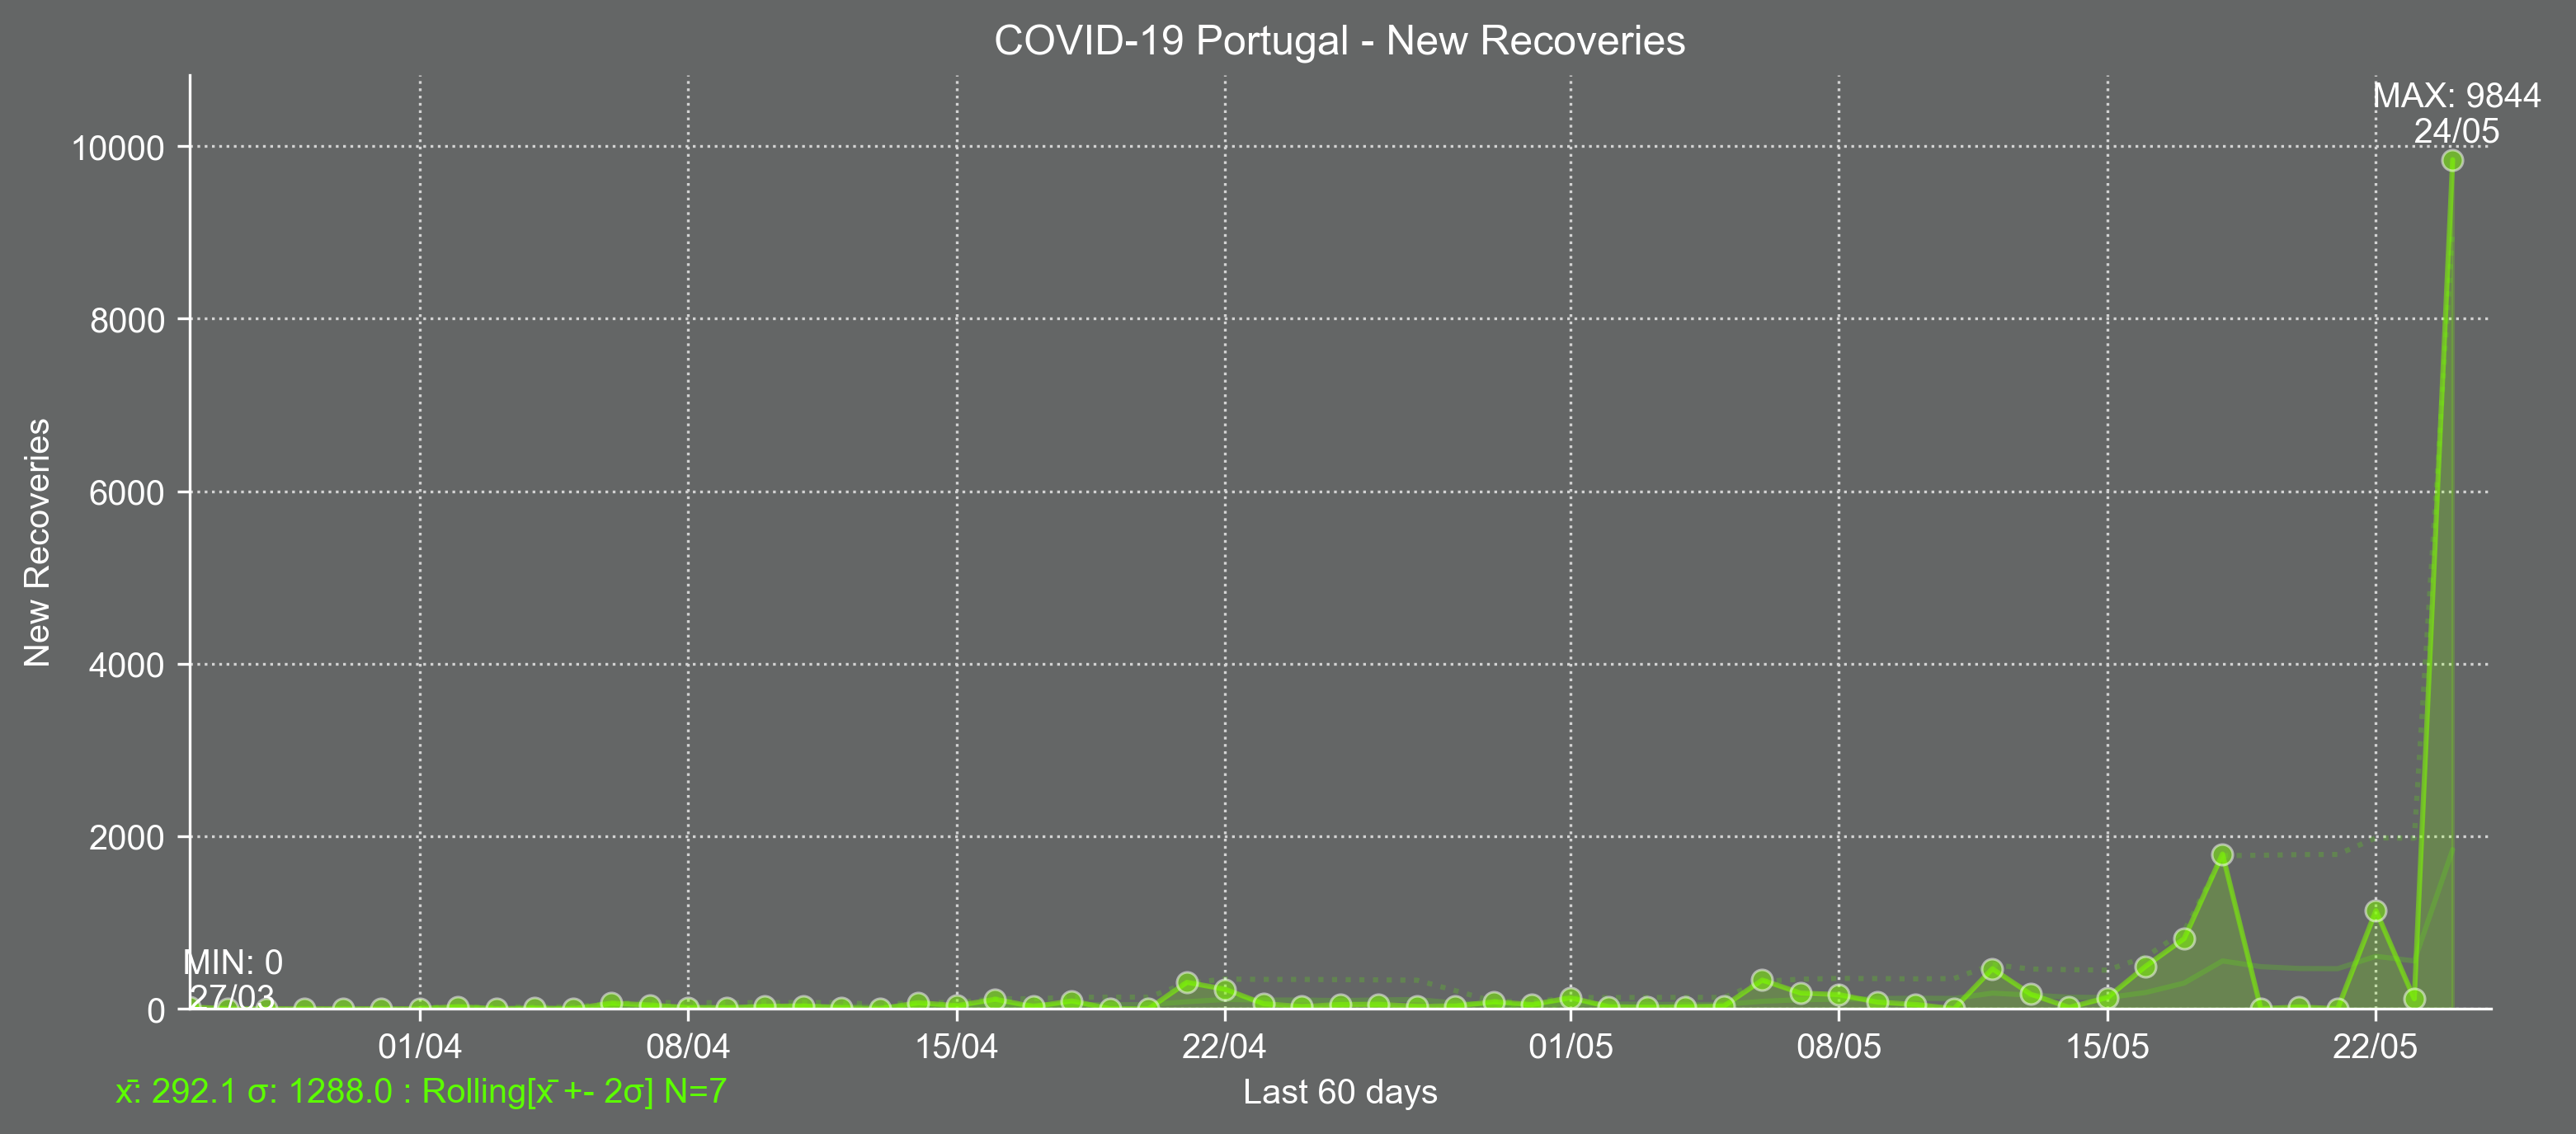 COVID-19 Portugal - New Recoveries
MAX: 9844
24/05
10000
8000
6000
4000
2000
0
New Recoveries
MIN: 0
27/03
01/04
08/04
15/04
22/04
01/05
08/05
15/05
22/05
x̄: 292.1 σ: 1288.0 : Rolling[x̄ +- 2σ] N=7
Last 60 days